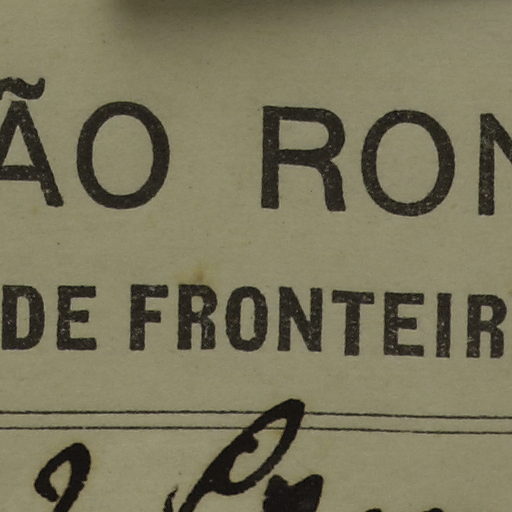 ÃO RON
DE FRONTEIR